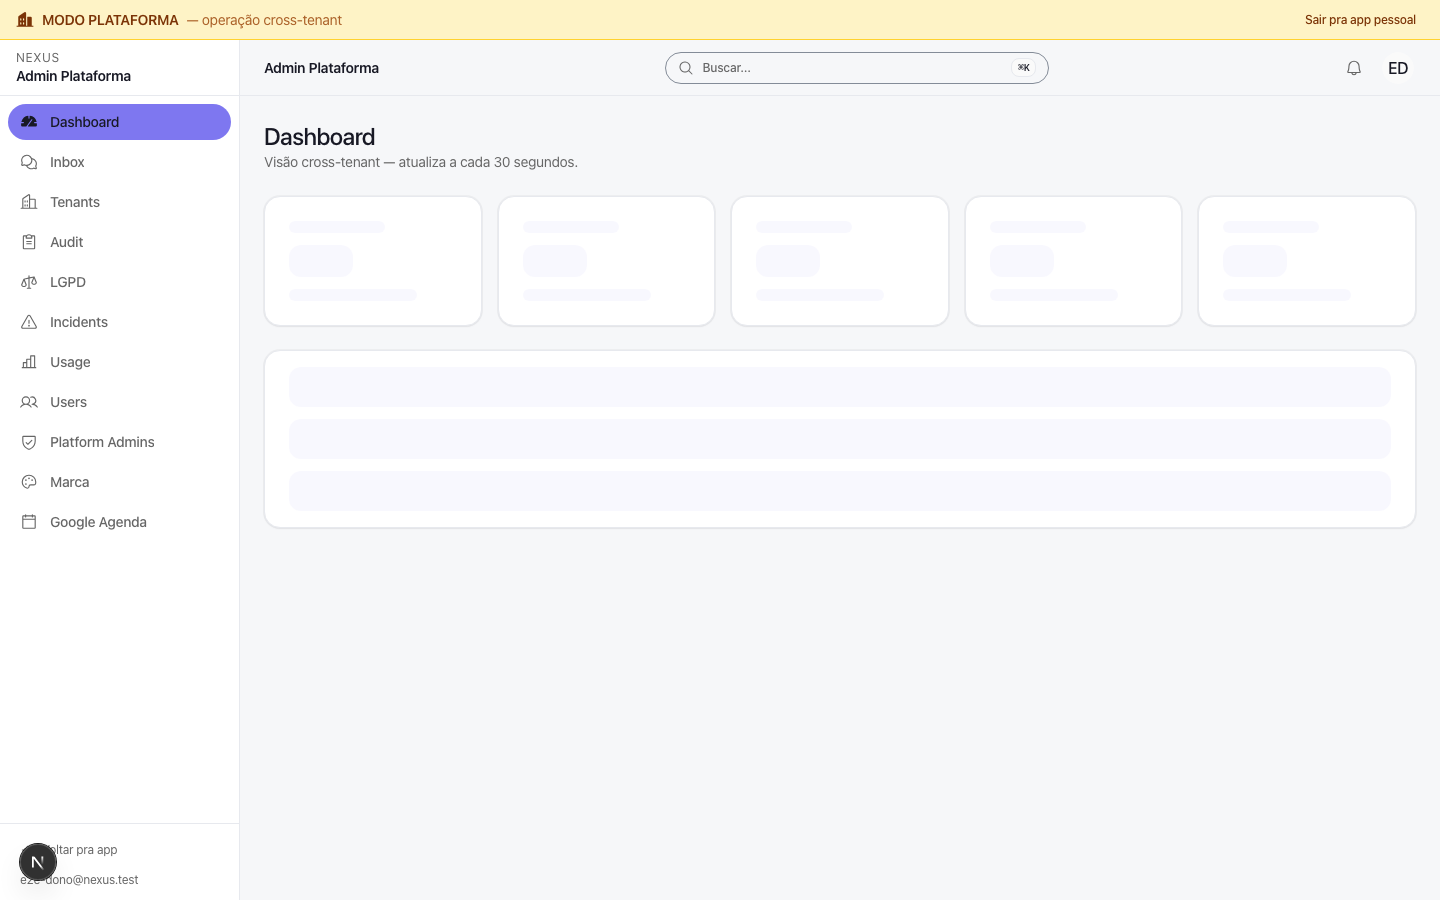 MODO PLATAFORMA — operação cross-tenant
Sair pra app pessoal
NEXUS
Admin Plataforma
Admin Plataforma
Buscar...
⌘K
ED
Dashboard
Inbox
Tenants
Audit
LGPD
Incidents
Usage
Users
Platform Admins
Marca
Google Agenda
Dashboard
Visão cross-tenant — atualiza a cada 30 segundos.
pra app
N
@nexus.test